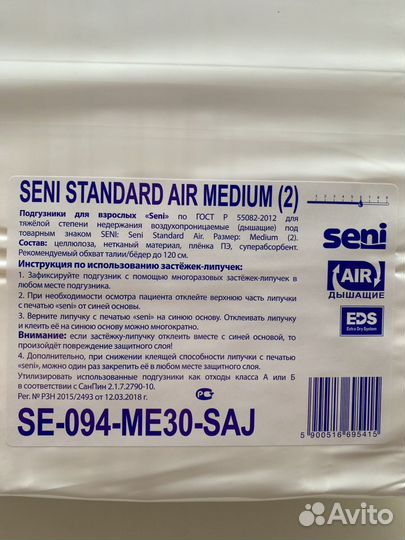 SENI STANDARD AIR MEDIUM (2)
Подгузники для взрослых «Seni» по ГОСТ Р 55082-2012 для
тяжёлой степени недержания воздухопроницаемые (дышащие) под
товарным знаком SENI: Seni Standard Air. Размер: Medium (2).
Состав: целлюлоза, нетканый материал, плёнка ПЭ, суперабсорбент.
Рекомендуемый обхват талии/бёдер до 120 см.
Инструкция по использованию застёжек-липучек:
1. Зафиксируйте подгузник с помощью многоразовых застёжек-липучек в
любом месте подгузника.
2. При необходимости осмотра пациента отклейте верхнюю часть липучки
с печатью «seni» от синей основы.
3. Верните липучку с печатью «seni» на синюю основу. Отклеивать липучку
и клеить её на синюю основу можно многократно.
Внимание: если застёжку-липучку отклеить вместе с синей основой, то
произойдёт повреждение защитного слоя!
4. Дополнительно, при снижении клеящей способности липучки с печатью
«seni», можно один раз закрепить её в любом месте защитного слоя!
Утилизировать использованные подгузники как отходы класса А или Б
в соответствии с СанПин 2.1.7.2790-10.
Рег. № РЗН 2015/2493 от 12.03.2018 г.
SE-094-ME30-SAJ
seni
AIR
ДЫШАЩИЕ
EDS
Extra Dry System
5 900516 695415
Avito